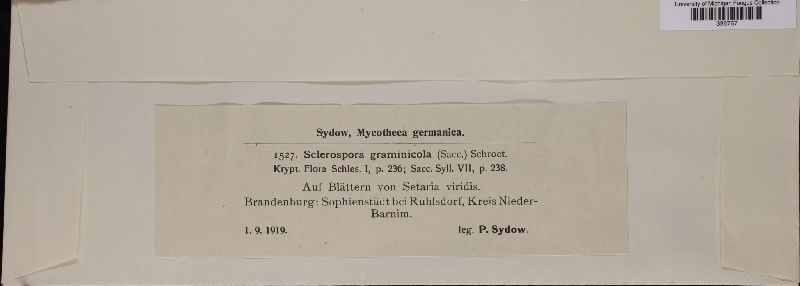 University of Michigan Fungus Collection
Sydow, Mycotheca germanica.
1527. Sclerospora graminicola (Sacc.) Schroet.
Krypt. Flora Schles. I, p. 236; Sacc. Syll. VII, p. 238.
Auf Blättern von Setaria viridis.
Brandenburg: Sophienstädt bei Ruhlsdorf, Kreis Nieder-
Barnim.
1. 9. 1919. leg. P. Sydow.